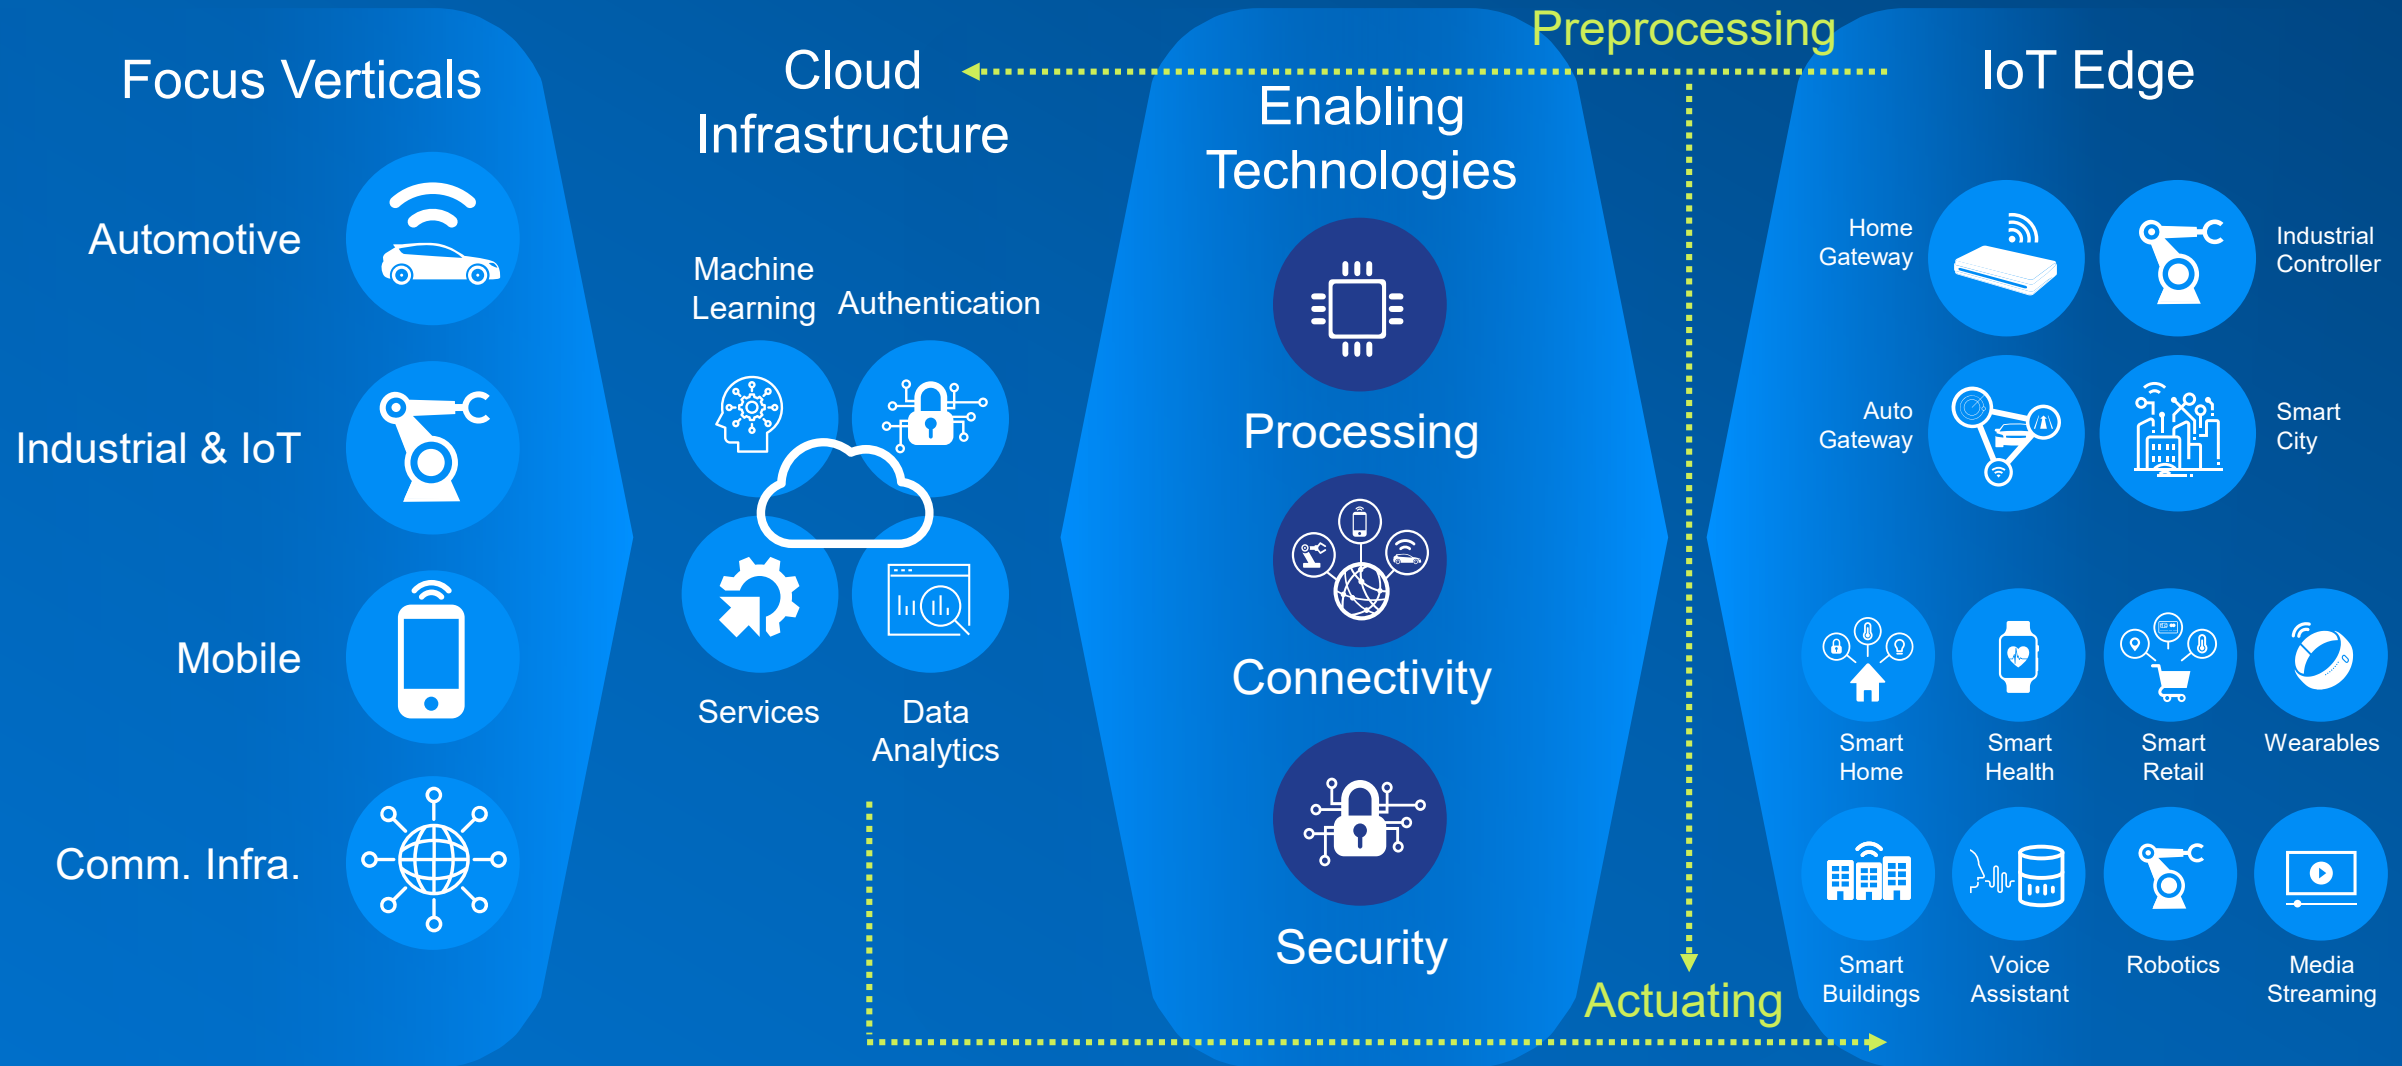 Focus Verticals
Automotive
Industrial & IoT
Mobile
Comm. Infra.
Cloud
Infrastructure
Machine
Learning
Authentication
Services
Data
Analytics
Enabling
Technologies
Processing
Connectivity
Security
Preprocessing
Actuating
IoT Edge
Home
Gateway
Industrial
Controller
Auto
Gateway
Smart
City
Smart
Home
Smart
Health
Smart
Retail
Wearables
Smart
Buildings
Voice
Assistant
Robotics
Media
Streaming